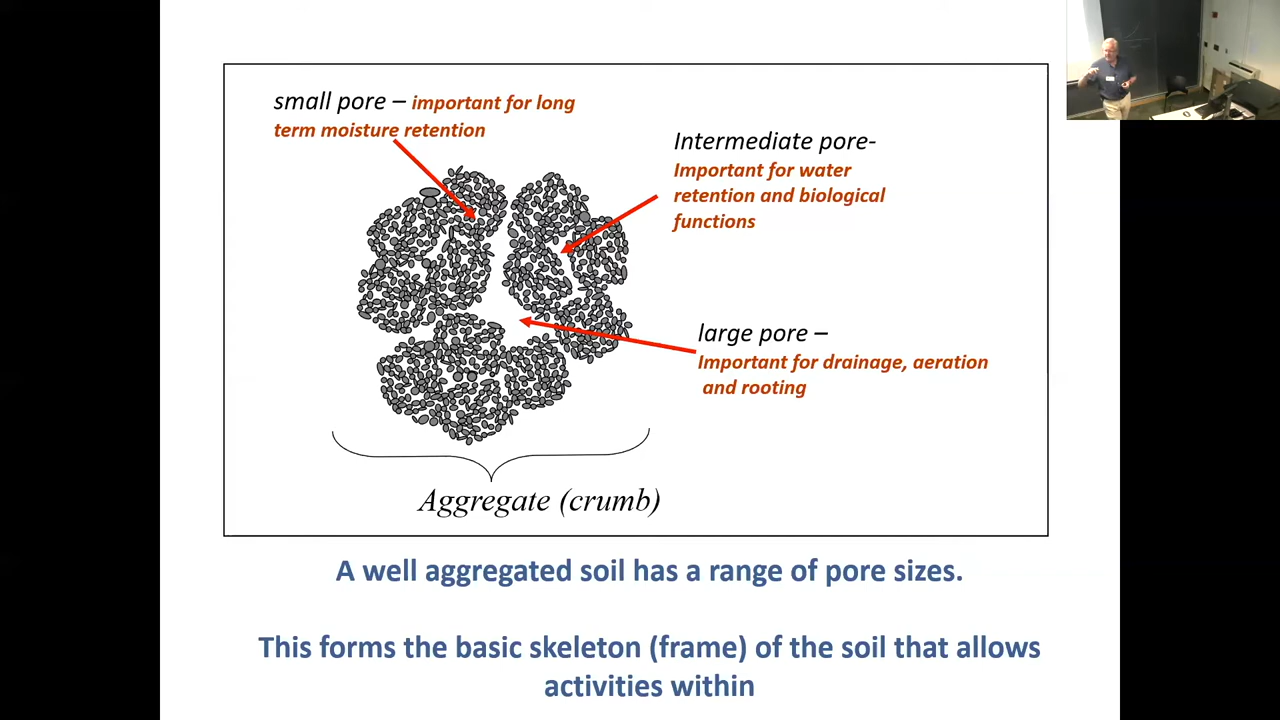 small pore – important for long
term moisture retention
Intermediate pore-
Important for water
retention and biological
functions
large pore –
Important for drainage, aeration
and rooting
Aggregate (crumb)
A well aggregated soil has a range of pore sizes.
This forms the basic skeleton (frame) of the soil that allows
activities within